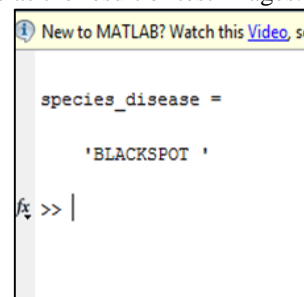 New to MATLAB? Watch this Video, s
species_disease =
'BLACKSPOT '
fx >>